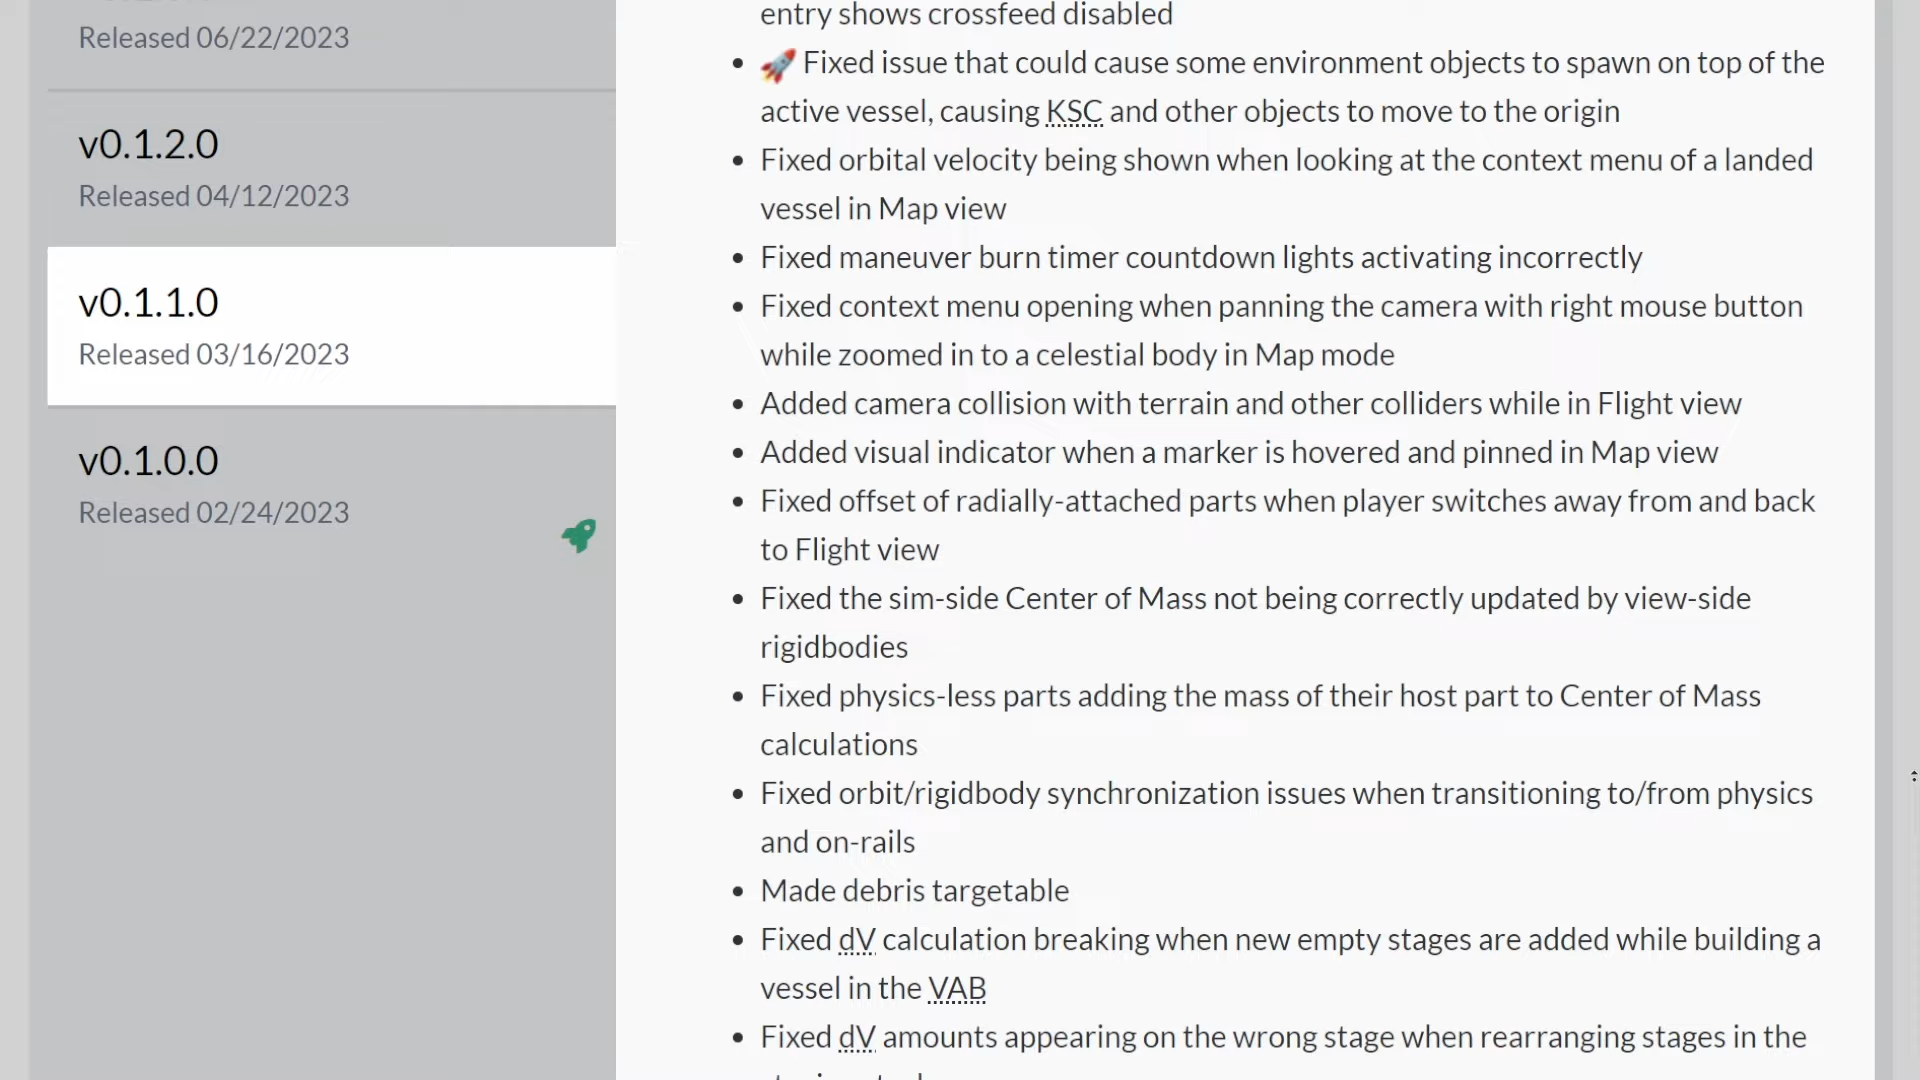 Released 06/22/2023
v0.1.2.0
Released 04/12/2023
v0.1.1.0
Released 03/16/2023
v0.1.0.0
Released 02/24/2023
entry shows crossfeed disabled
• 🚀 Fixed issue that could cause some environment objects to spawn on top of the
active vessel, causing KSC and other objects to move to the origin
• Fixed orbital velocity being shown when looking at the context menu of a landed
vessel in Map view
• Fixed maneuver burn timer countdown lights activating incorrectly
• Fixed context menu opening when panning the camera with right mouse button
while zoomed in to a celestial body in Map mode
• Added camera collision with terrain and other colliders while in Flight view
• Added visual indicator when a marker is hovered and pinned in Map view
• Fixed offset of radially-attached parts when player switches away from and back
to Flight view
• Fixed the sim-side Center of Mass not being correctly updated by view-side
rigidbodies
• Fixed physics-less parts adding the mass of their host part to Center of Mass
calculations
• Fixed orbit/rigidbody synchronization issues when transitioning to/from physics
and on-rails
• Made debris targetable
• Fixed dV calculation breaking when new empty stages are added while building a
vessel in the VAB
• Fixed dV amounts appearing on the wrong stage when rearranging stages in the